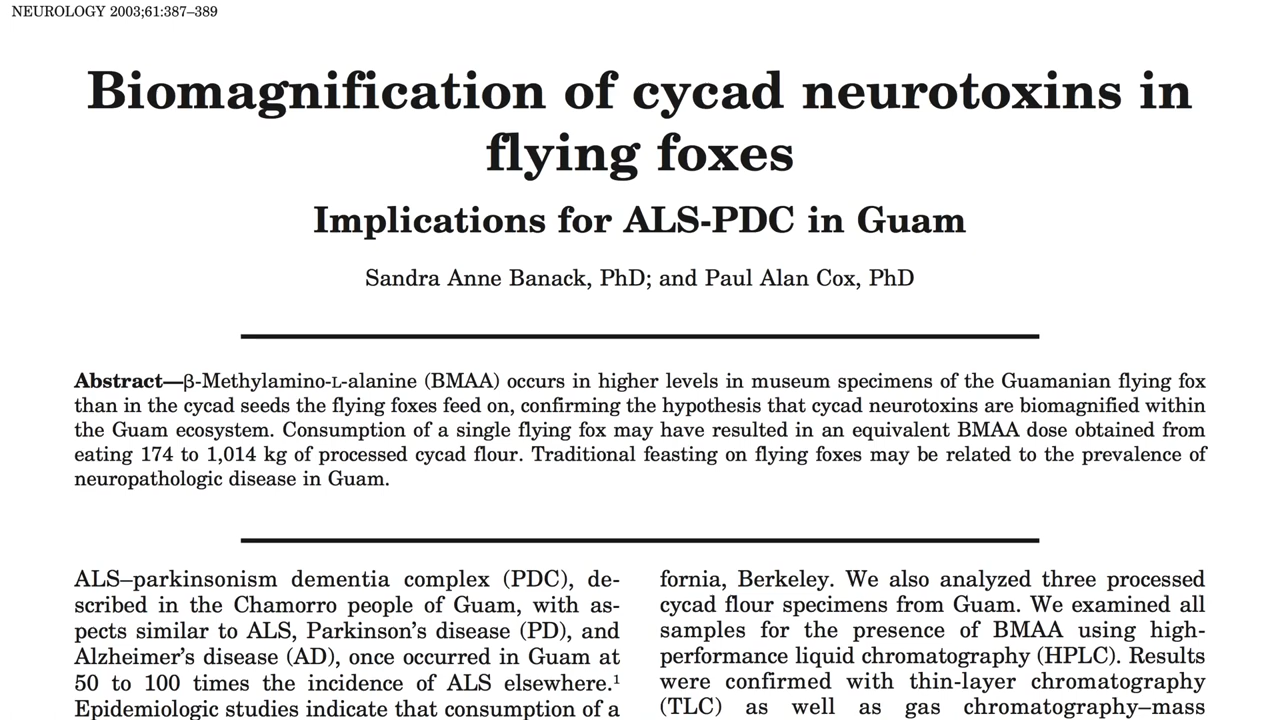 NEUROLOGY 2003;61:387–389
Biomagnification of cycad neurotoxins in
flying foxes
Implications for ALS-PDC in Guam
Sandra Anne Banack, PhD; and Paul Alan Cox, PhD
Abstract—β-Methylamino-L-alanine (BMAA) occurs in higher levels in museum specimens of the Guamanian flying fox
than in the cycad seeds the flying foxes feed on, confirming the hypothesis that cycad neurotoxins are biomagnified within
the Guam ecosystem. Consumption of a single flying fox may have resulted in an equivalent BMAA dose obtained from
eating 174 to 1,014 kg of processed cycad flour. Traditional feasting on flying foxes may be related to the prevalence of
neuropathologic disease in Guam.
ALS–parkinsonism dementia complex (PDC), de-
scribed in the Chamorro people of Guam, with as-
pects similar to ALS, Parkinson’s disease (PD), and
Alzheimer’s disease (AD), once occurred in Guam at
50 to 100 times the incidence of ALS elsewhere.¹
Epidemiologic studies indicate that consumption of a
fornia, Berkeley. We also analyzed three processed
cycad flour specimens from Guam. We examined all
samples for the presence of BMAA using high-
performance liquid chromatography (HPLC). Results
were confirmed with thin-layer chromatography
(TLC) as well as gas chromatography–mass